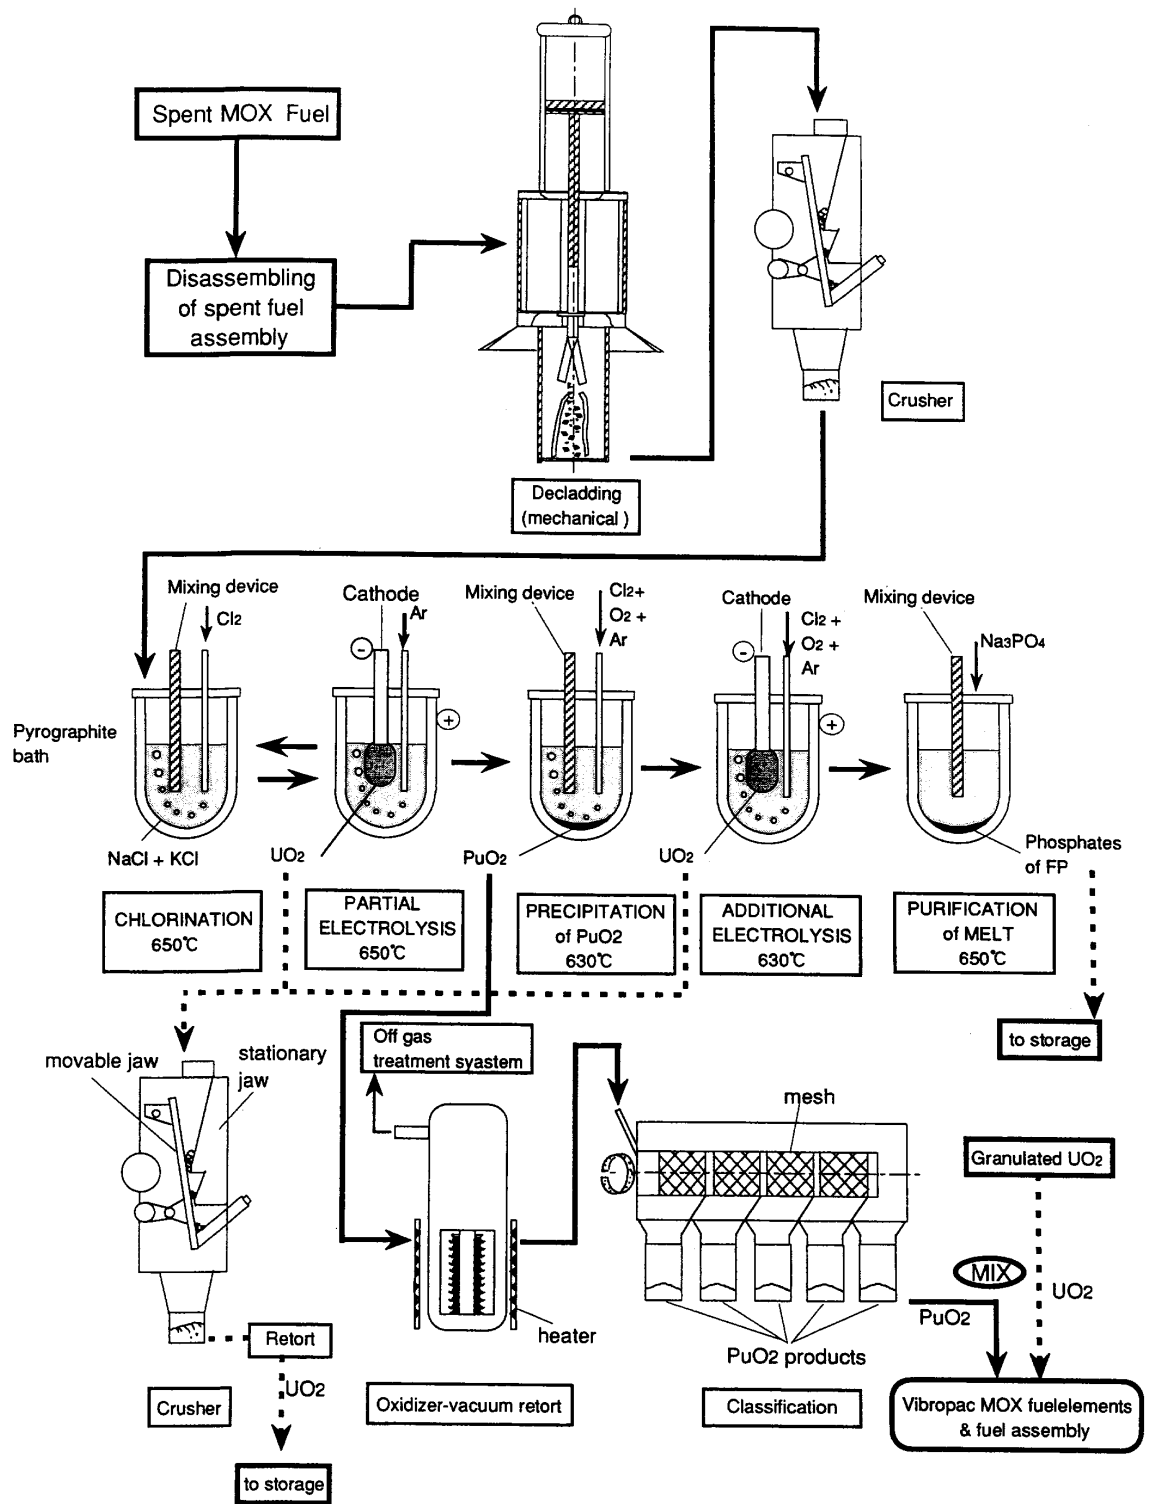 Spent MOX Fuel
Disassembling
of spent fuel
assembly
Crusher
Decladding
(mechanical )
Mixing device
Cl2
Cathode
Ar
-
+
Mixing device
Cl2+
O2 +
Ar
Cathode
Cl2 +
O2 +
Ar
-
+
Mixing device
Na3PO4
Pyrographite
bath
NaCl + KCl
UO2
PuO2
UO2
Phosphates
of FP
CHLORINATION
650℃
PARTIAL
ELECTROLYSIS
650℃
PRECIPITATION
of PuO2
630℃
ADDITIONAL
ELECTROLYSIS
630℃
PURIFICATION
of MELT
650℃
to storage
movable jaw
stationary
jaw
Off gas
treatment syastem
mesh
Granulated UO2
MIX
UO2
PuO2
heater
PuO2 products
Retort
UO2
Crusher
Oxidizer-vacuum retort
Classification
Vibropac MOX fuelelements
& fuel assembly
to storage